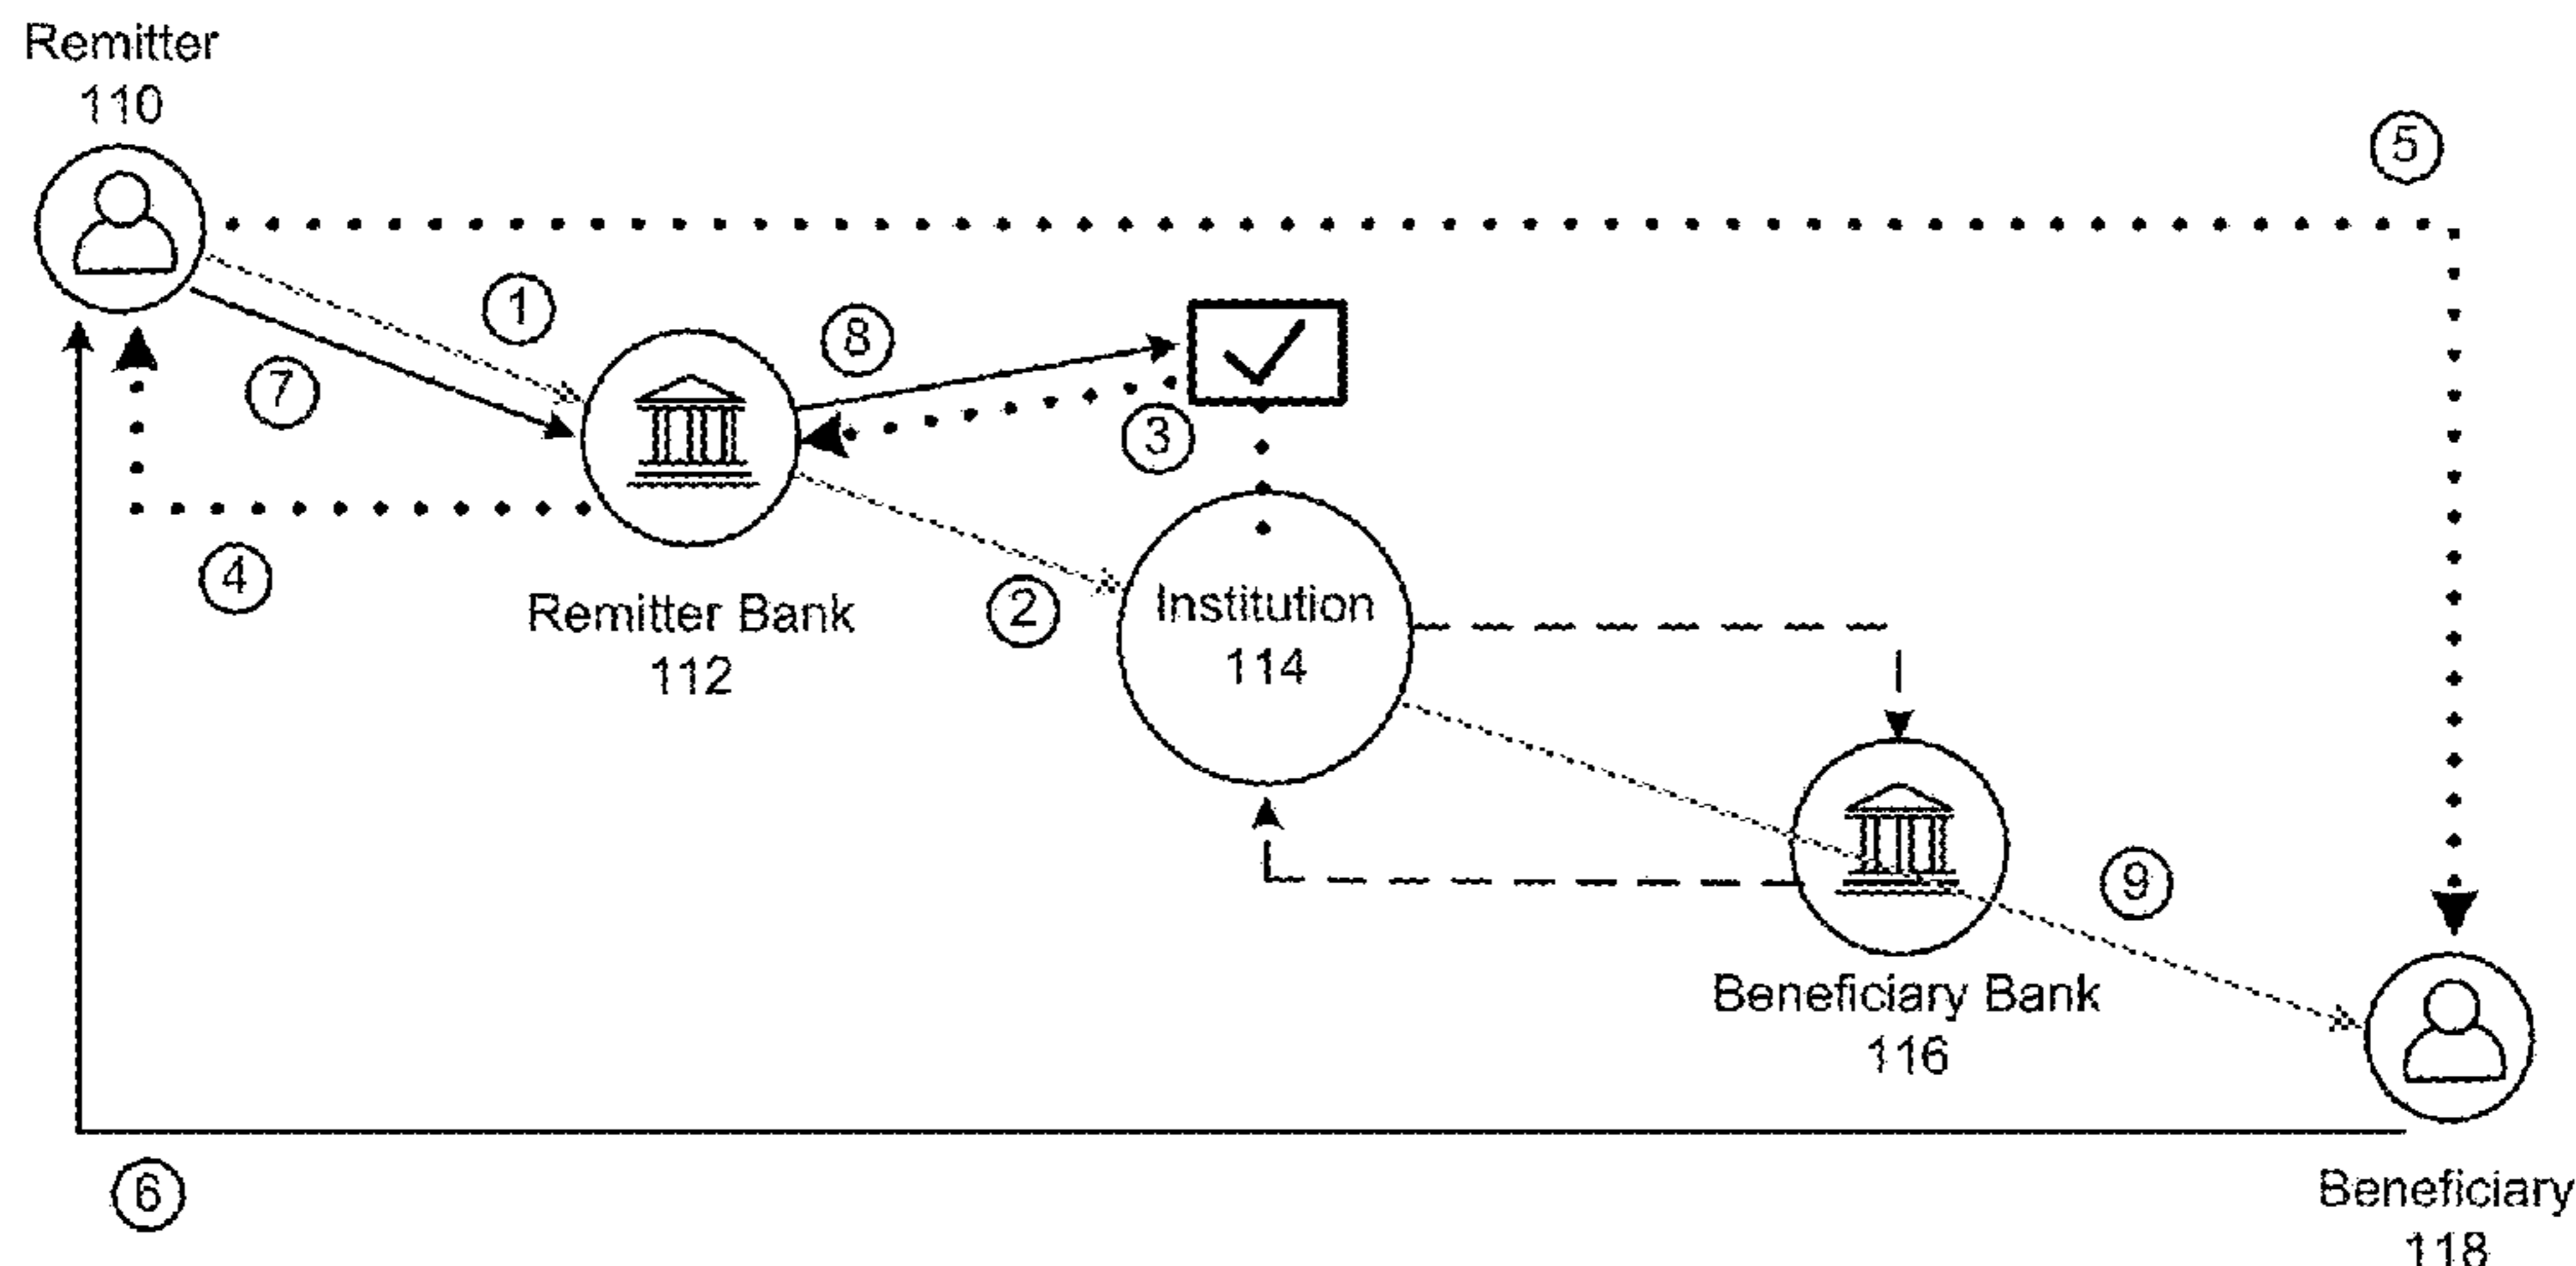 Remitter
110
5
1
8
7
3
4
Remitter Bank
112
2
Institution
114
9
Beneficiary Bank
116
6
Beneficiary
118